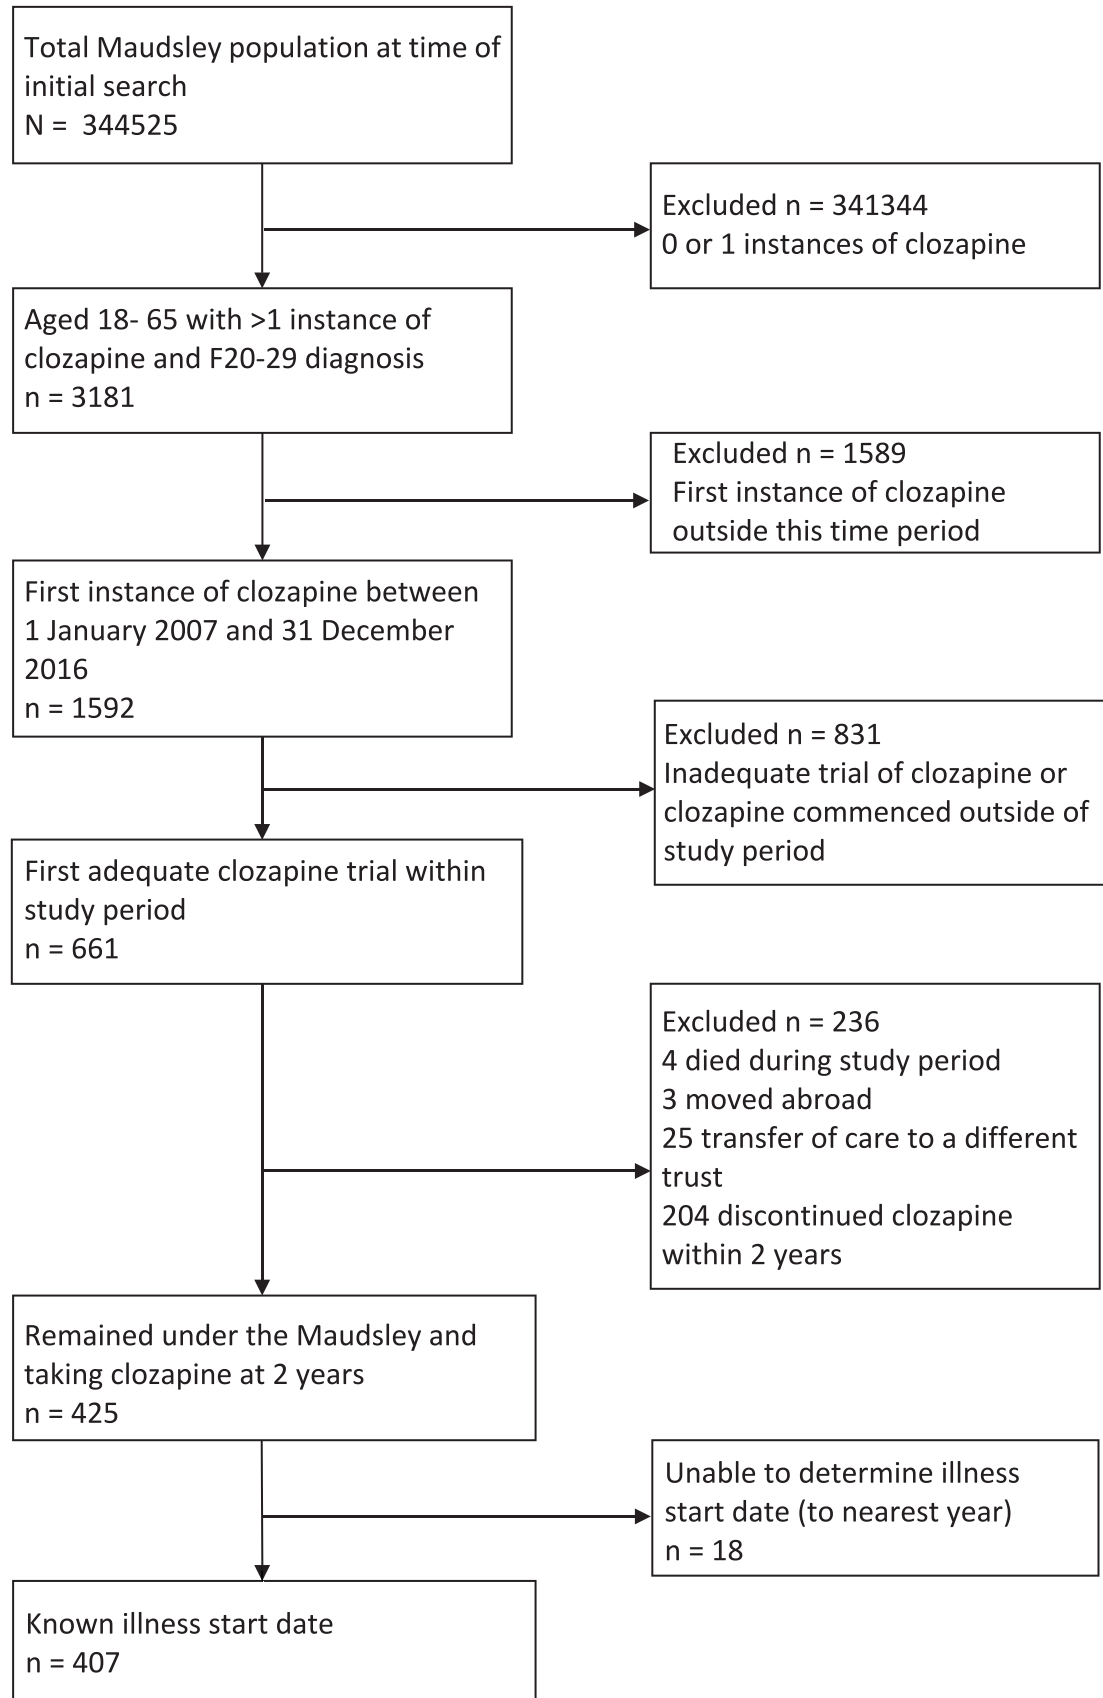 Total Maudsley population at time of
initial search
N = 344525
Excluded n = 341344
0 or 1 instances of clozapine
Aged 18- 65 with >1 instance of
clozapine and F20-29 diagnosis
n = 3181
Excluded n = 1589
First instance of clozapine
outside this time period
First instance of clozapine between
1 January 2007 and 31 December
2016
n = 1592
Excluded n = 831
Inadequate trial of clozapine or
clozapine commenced outside of
study period
First adequate clozapine trial within
study period
n = 661
Excluded n = 236
4 died during study period
3 moved abroad
25 transfer of care to a different
trust
204 discontinued clozapine
within 2 years
Remained under the Maudsley and
taking clozapine at 2 years
n = 425
Unable to determine illness
start date (to nearest year)
n = 18
Known illness start date
n = 407